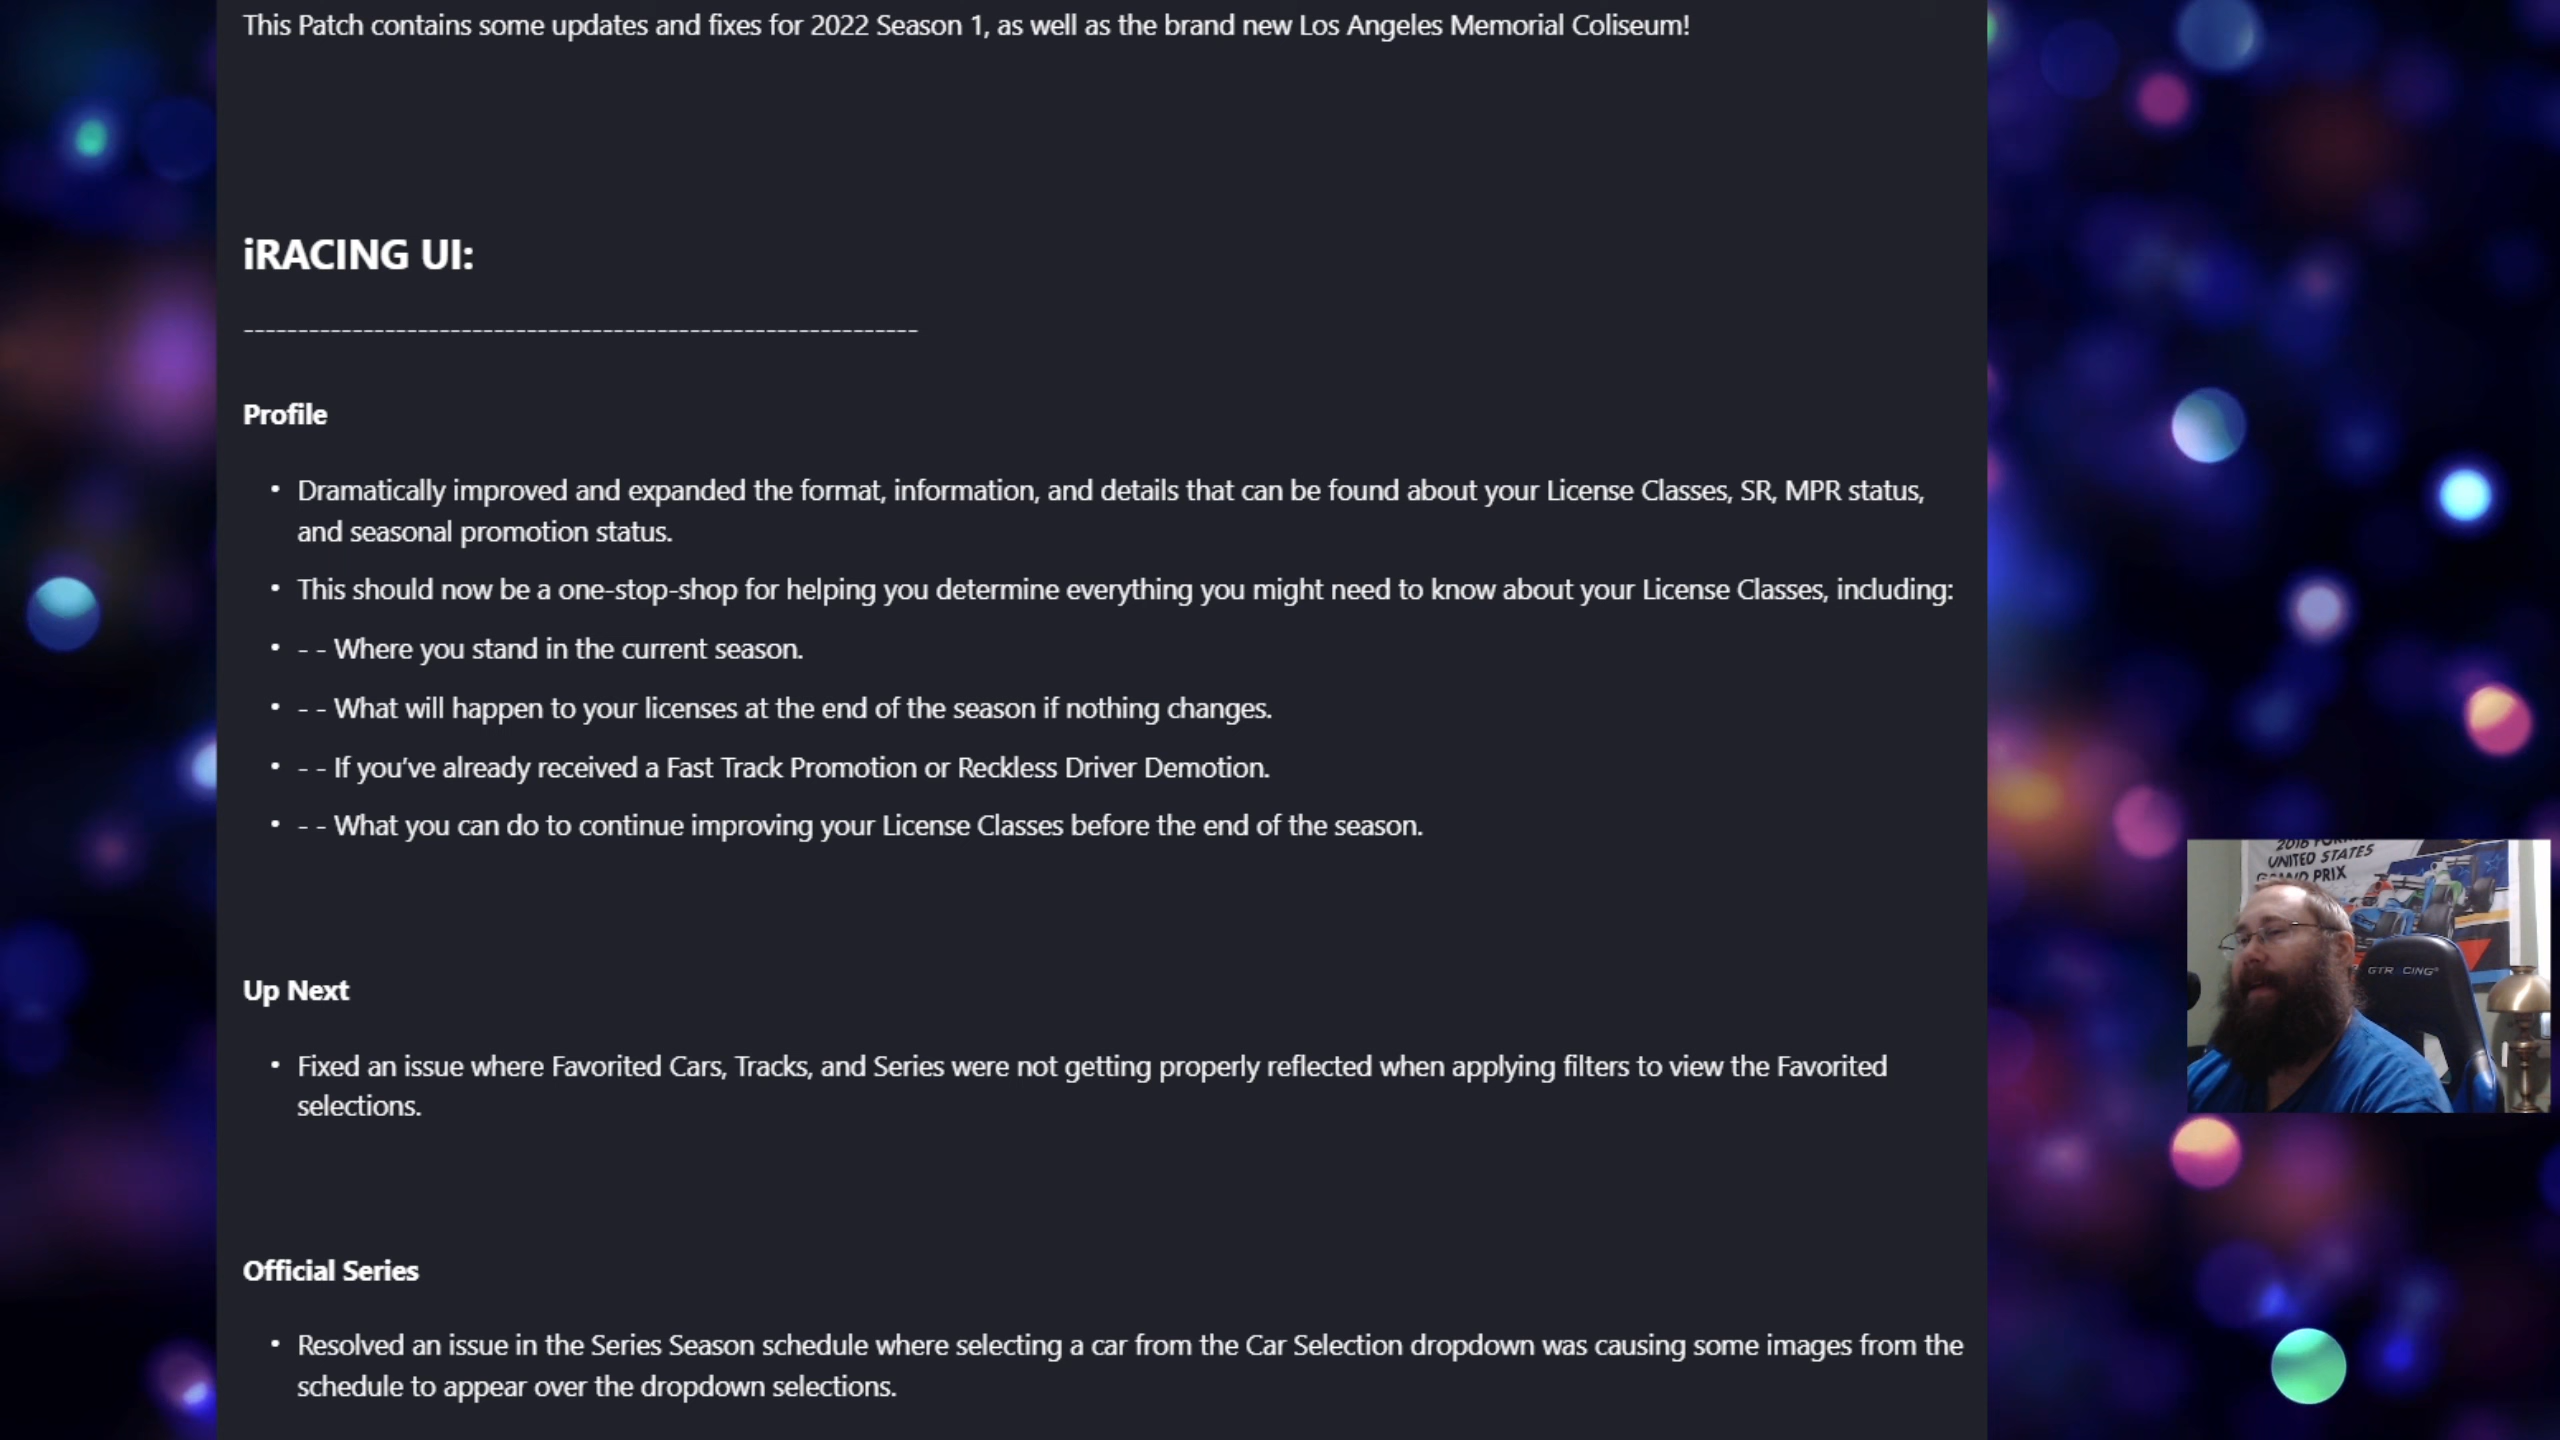 This Patch contains some updates and fixes for 2022 Season 1, as well as the brand new Los Angeles Memorial Coliseum!
iRACING UI:
--------------------------------------------------------------
Profile
• Dramatically improved and expanded the format, information, and details that can be found about your License Classes, SR, MPR status,
and seasonal promotion status.
• This should now be a one-stop-shop for helping you determine everything you might need to know about your License Classes, including:
• - - Where you stand in the current season.
• - - What will happen to your licenses at the end of the season if nothing changes.
• - - If you’ve already received a Fast Track Promotion or Reckless Driver Demotion.
• - - What you can do to continue improving your License Classes before the end of the season.
Up Next
• Fixed an issue where Favorited Cars, Tracks, and Series were not getting properly reflected when applying filters to view the Favorited
selections.
Official Series
• Resolved an issue in the Series Season schedule where selecting a car from the Car Selection dropdown was causing some images from the
schedule to appear over the dropdown selections.
2016
UNITED STATES
PRIX